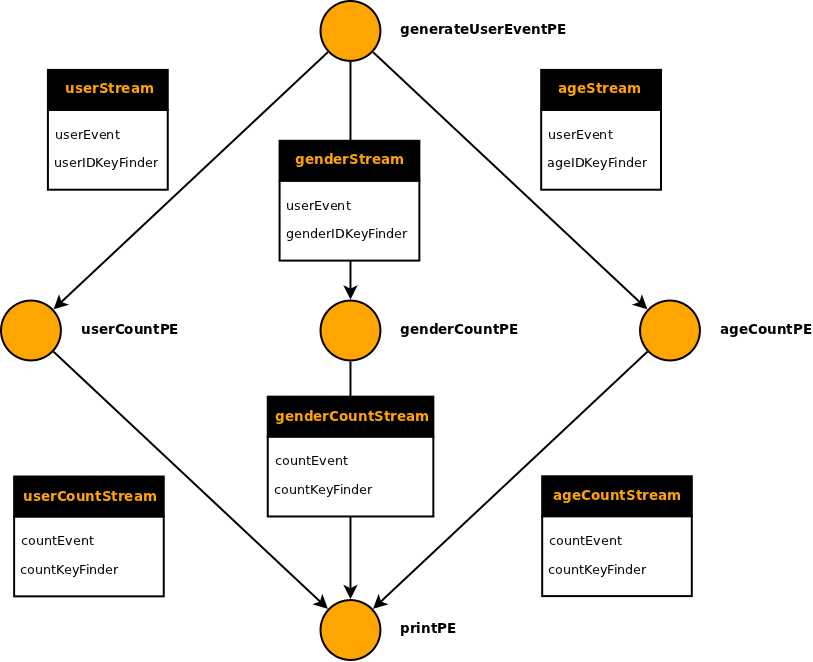 generateUserEventPE
userStream
userEvent
userIDKeyFinder
ageStream
userEvent
ageIDKeyFinder
genderStream
userEvent
genderIDKeyFinder
userCountPE
genderCountPE
ageCountPE
genderCountStream
countEvent
countKeyFinder
userCountStream
countEvent
countKeyFinder
ageCountStream
countEvent
countKeyFinder
printPE